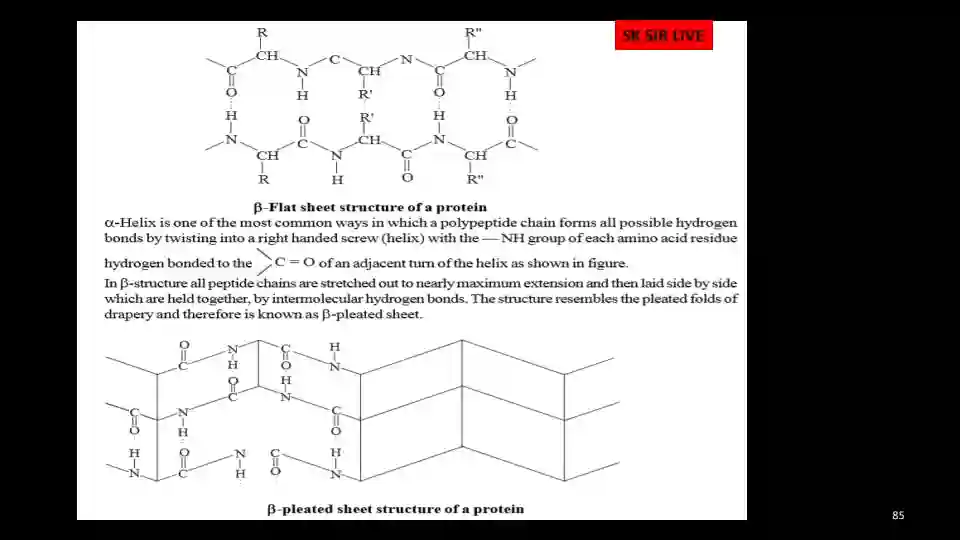 SK SIR LIVE
R R"
CH C N CH
C N CH C N
O H R' O H
H O R' H O
N C CH N C
CH N C CH
R H O R"
β-Flat sheet structure of a protein
α-Helix is one of the most common ways in which a polypeptide chain forms all possible hydrogen
bonds by twisting into a right handed screw (helix) with the — NH group of each amino acid residue
hydrogen bonded to the C = O of an adjacent turn of the helix as shown in figure.
In β-structure all peptide chains are stretched out to nearly maximum extension and then laid side by side
which are held together, by intermolecular hydrogen bonds. The structure resembles the pleated folds of
drapery and therefore is known as β-pleated sheet.
O N C H
C H O N
O H
C N C
C N
O H O
H O N C H
N C H O N
β-pleated sheet structure of a protein
85